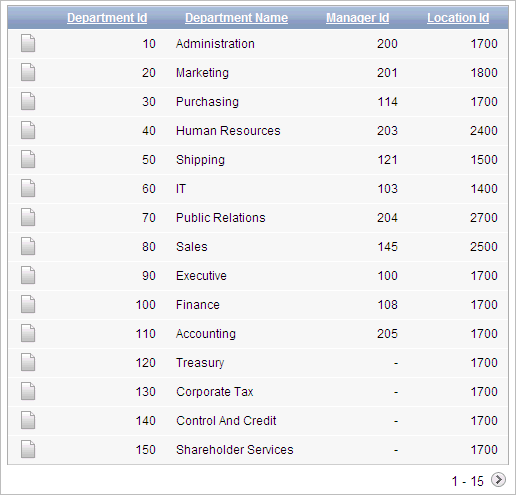 Department Id Department Name Manager Id Location Id
10 Administration 200 1700
20 Marketing 201 1800
30 Purchasing 114 1700
40 Human Resources 203 2400
50 Shipping 121 1500
60 IT 103 1400
70 Public Relations 204 2700
80 Sales 145 2500
90 Executive 100 1700
100 Finance 108 1700
110 Accounting 205 1700
120 Treasury - 1700
130 Corporate Tax - 1700
140 Control And Credit - 1700
150 Shareholder Services - 1700
1 - 15